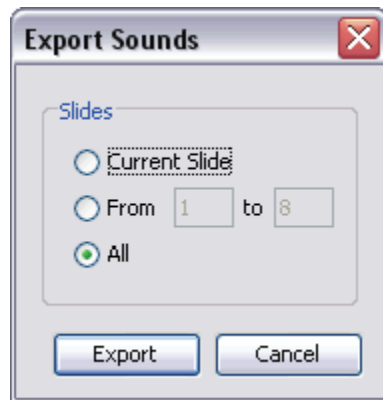 Export Sounds
Slides
Current Slide
From 1 to 8
All
Export Cancel